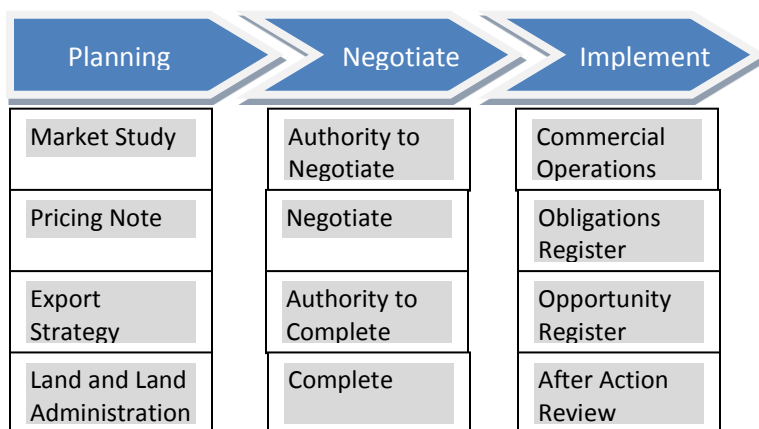 Planning
Negotiate
Implement
Market Study
Authority to
Negotiate
Commercial
Operations
Pricing Note
Negotiate
Obligations
Register
Export
Strategy
Authority to
Complete
Opportunity
Register
Land and Land
Administration
Complete
After Action
Review